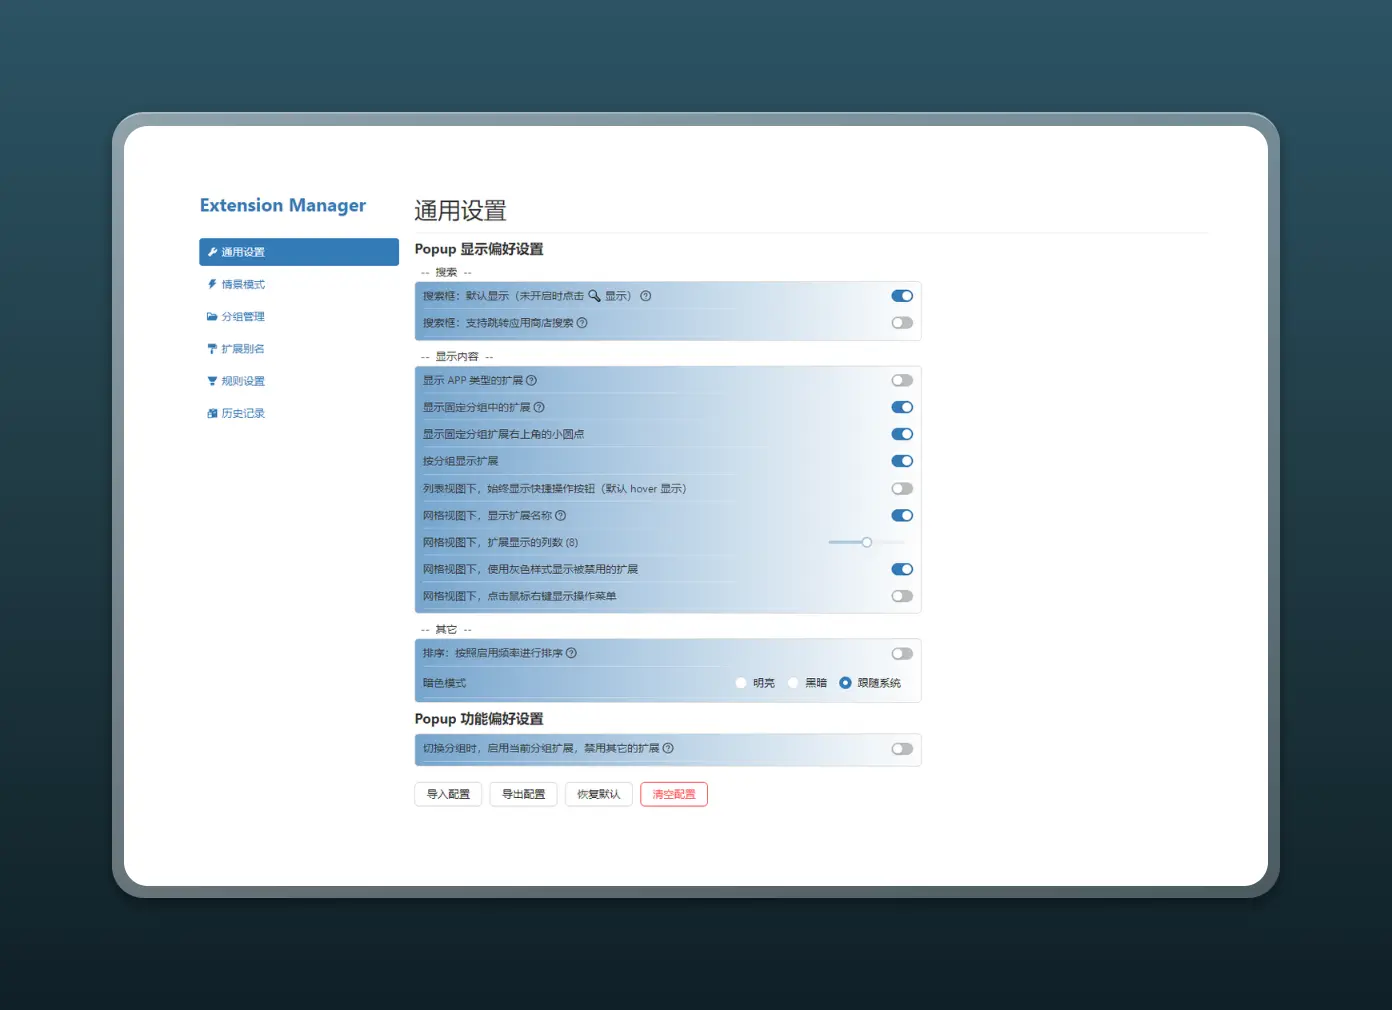 Extension Manager
通用设置
情景模式
分组管理
扩展别名
规则设置
历史记录
通用设置
Popup 显示偏好设置
-- 搜索 --
搜索框：默认显示（未开启时点击 🔍 显示）
搜索框：支持跳转应用商店搜索
-- 显示内容 --
显示 APP 类型的扩展
显示固定分组中的扩展
显示固定分组扩展右上角的小圆点
按分组显示扩展
列表视图下，始终显示快捷操作按钮（默认 hover 显示）
网格视图下，显示扩展名称
网格视图下，扩展显示的列数 (8)
网格视图下，使用灰色样式显示被禁用的扩展
网格视图下，点击鼠标右键显示操作菜单
-- 其它 --
排序：按照启用频率进行排序
暗色模式 明亮 黑暗 跟随系统
Popup 功能偏好设置
切换分组时，启用当前分组扩展，禁用其它的扩展
导入配置 导出配置 恢复默认 清空配置